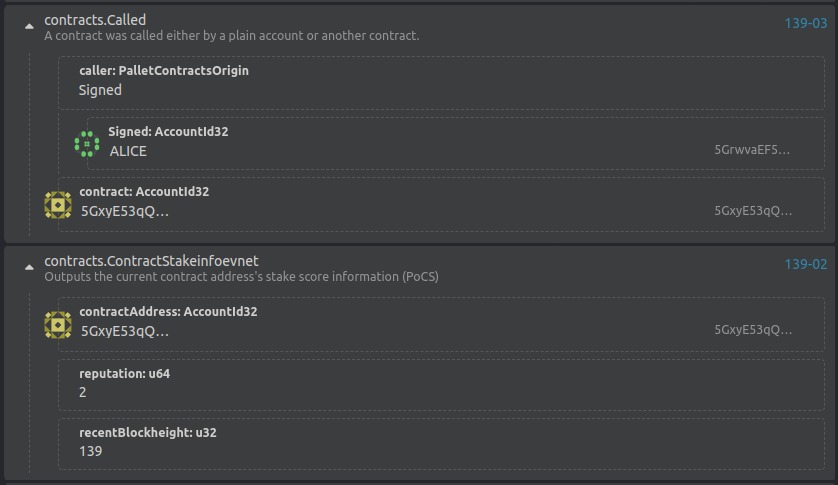 contracts.Called
139-03
A contract was called either by a plain account or another contract.
caller: PalletContractsOrigin
Signed
Signed: AccountId32
ALICE
5GrwvaEF5...
contract: AccountId32
5GxyE53qQ...
5GxyE53qQ...
contracts.ContractStakeinfoevnet
139-02
Outputs the current contract address's stake score information (PoCS)
contractAddress: AccountId32
5GxyE53qQ...
5GxyE53qQ...
reputation: u64
2
recentBlockheight: u32
139